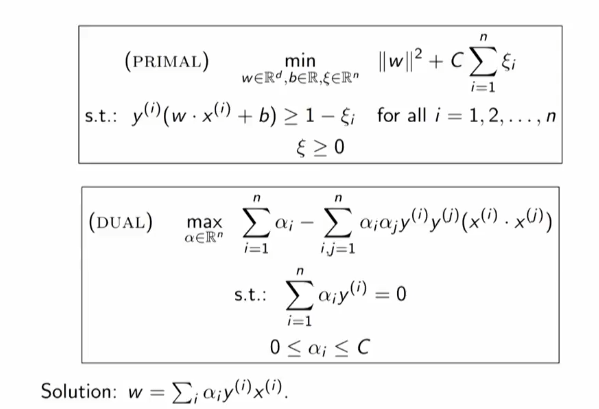 (PRIMAL) min_{w∈ℝ^d, b∈ℝ, ξ∈ℝ^n} ‖w‖² + C ∑_{i=1}^{n} ξ_i
s.t.: y^{(i)}(w · x^{(i)} + b) ≥ 1 − ξ_i for all i = 1, 2, . . . , n
ξ ≥ 0
(DUAL) max_{α∈ℝ^n} ∑_{i=1}^{n} α_i − ∑_{i,j=1}^{n} α_i α_j y^{(i)} y^{(j)} (x^{(i)} · x^{(j)})
s.t.: ∑_{i=1}^{n} α_i y^{(i)} = 0
0 ≤ α_i ≤ C
Solution: w = ∑_i α_i y^{(i)} x^{(i)}.